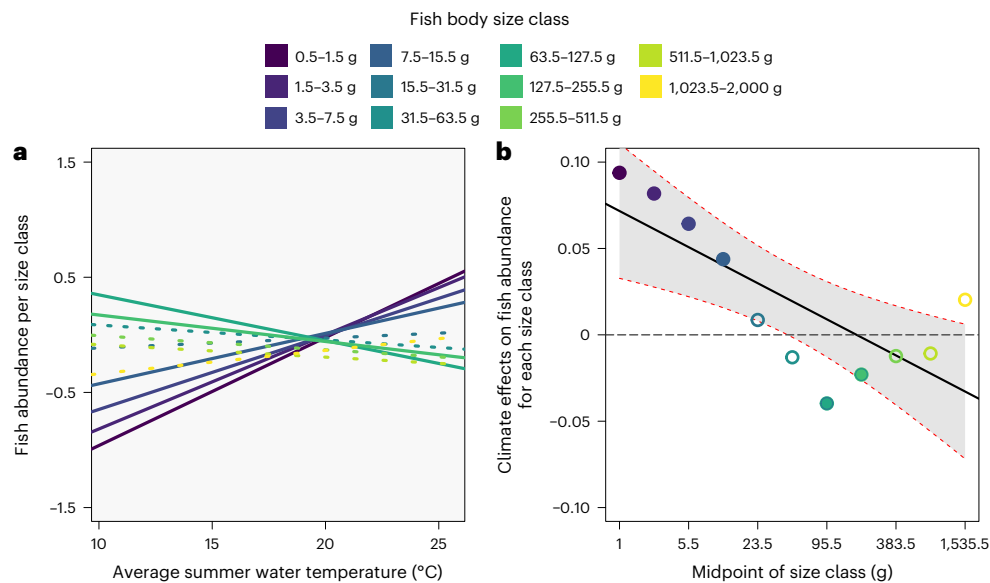 Fish body size class
0.5–1.5 g
7.5–15.5 g
63.5–127.5 g
511.5–1,023.5 g
1.5–3.5 g
15.5–31.5 g
127.5–255.5 g
1,023.5–2,000 g
3.5–7.5 g
31.5–63.5 g
255.5–511.5 g
a
Fish abundance per size class
1.5
0.5
−0.5
−1.5
10
15
20
25
Average summer water temperature (°C)
b
Climate effects on fish abundance
for each size class
0.10
0.05
0
−0.05
−0.10
1
5.5
23.5
95.5
383.5
1,535.5
Midpoint of size class (g)